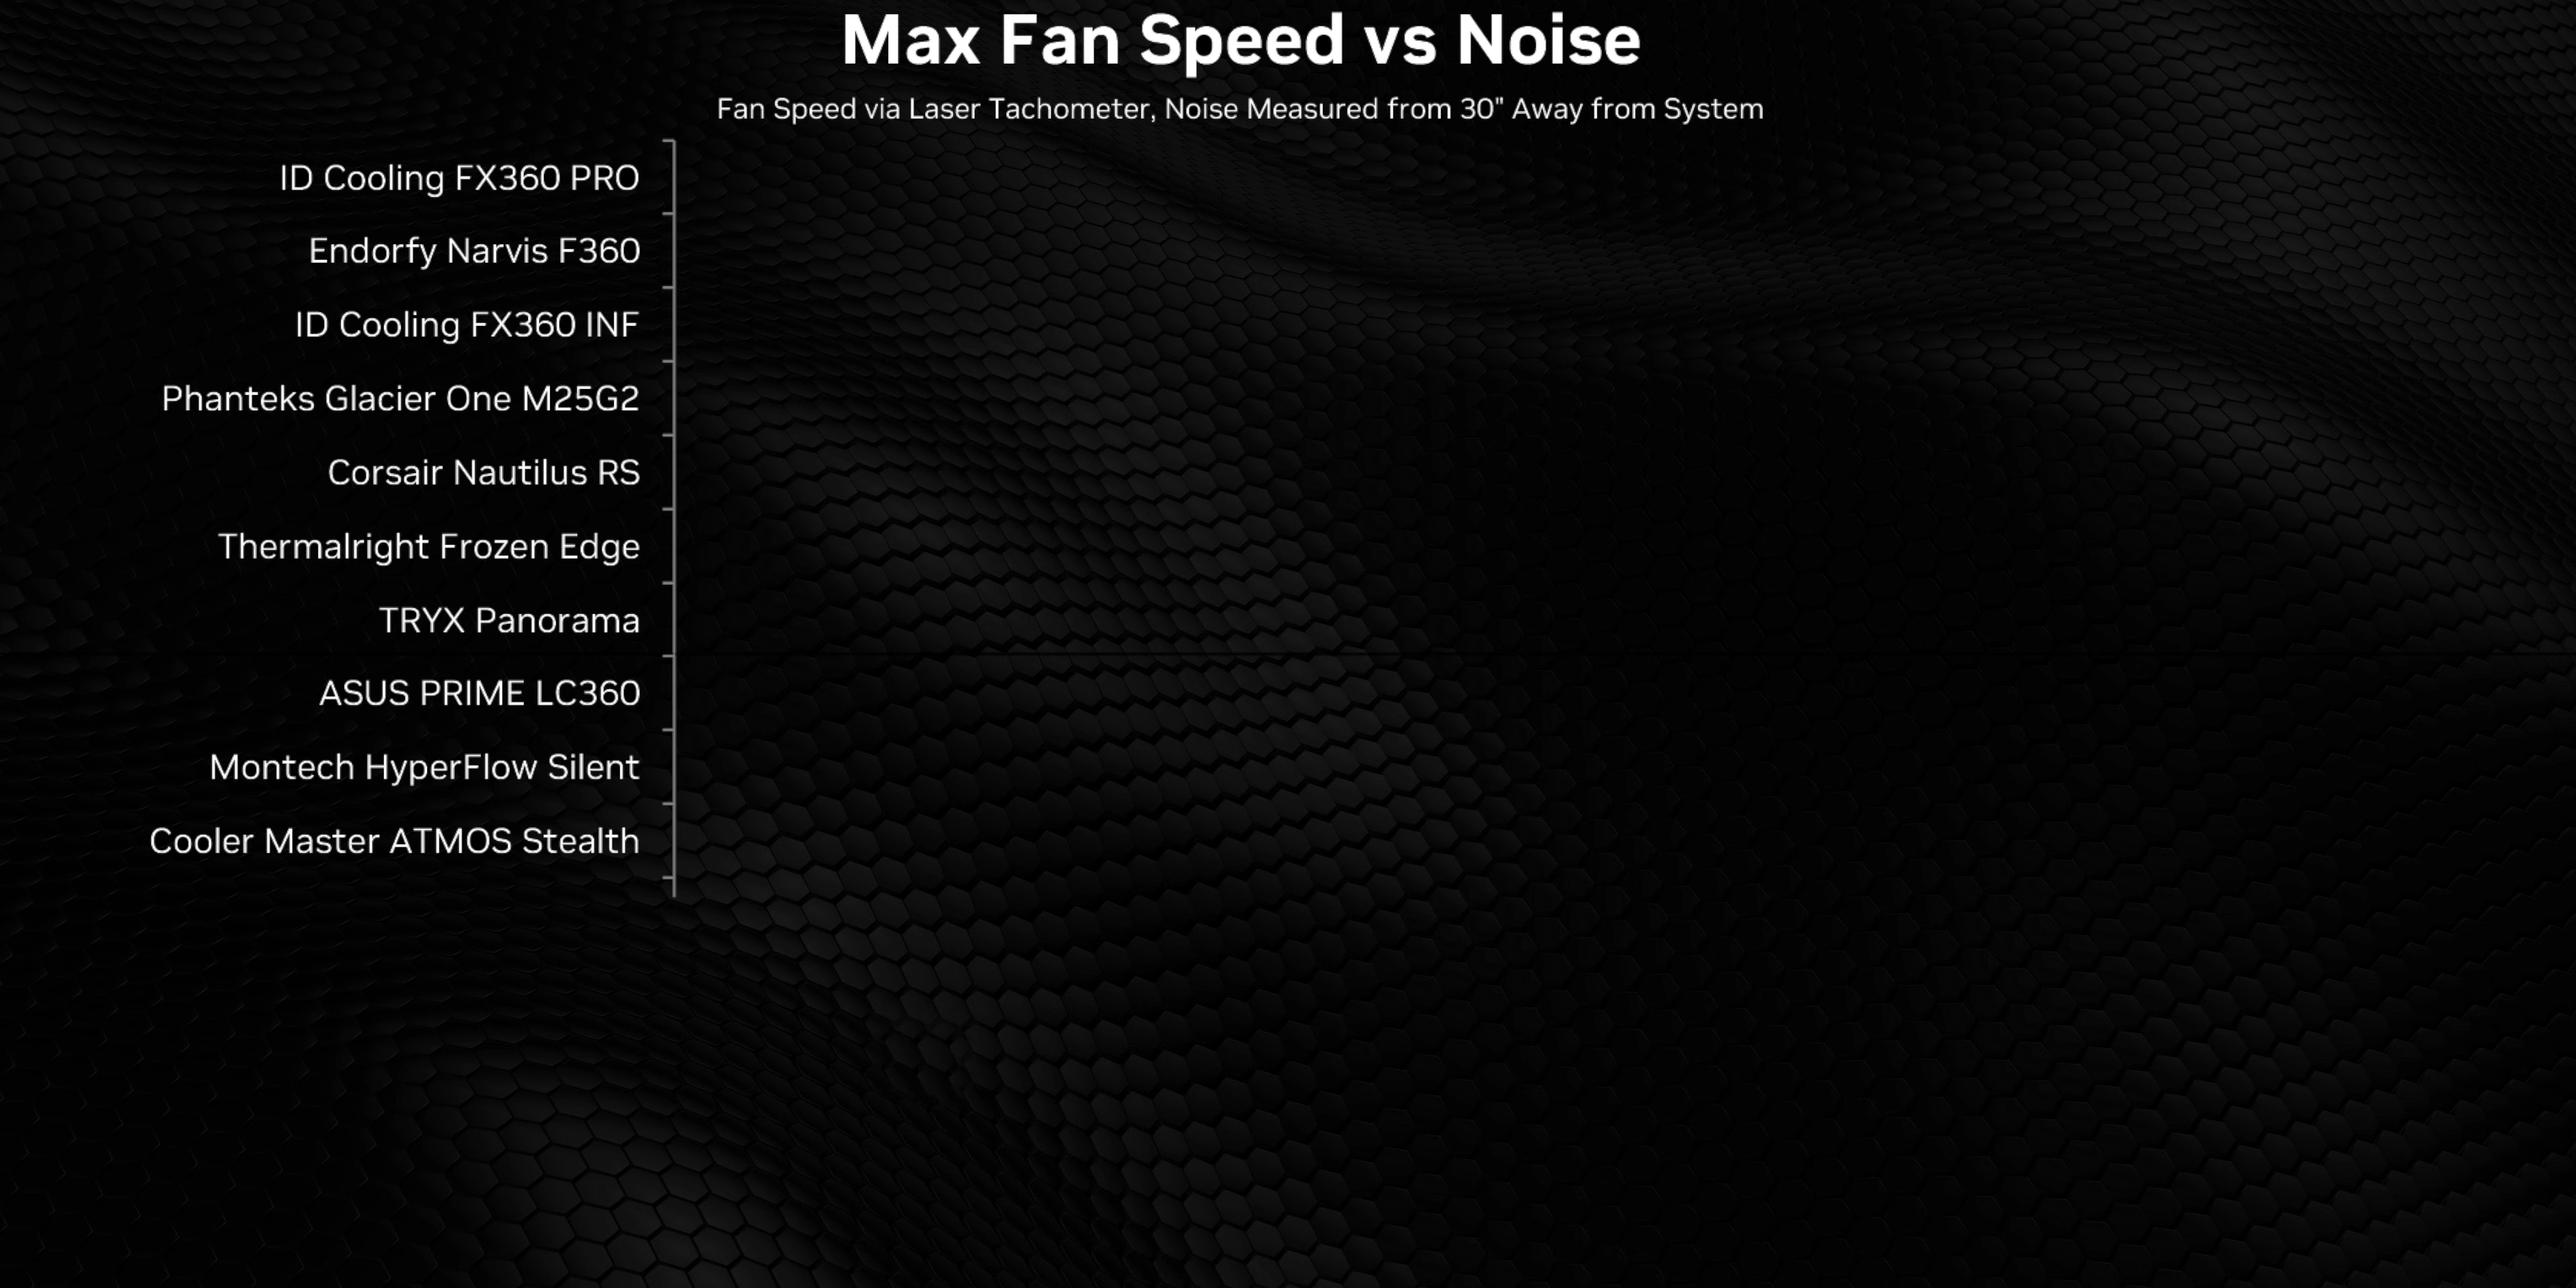 Max Fan Speed vs Noise
Fan Speed via Laser Tachometer, Noise Measured from 30" Away from System
ID Cooling FX360 PRO
Endorfy Narvis F360
ID Cooling FX360 INF
Phanteks Glacier One M25G2
Corsair Nautilus RS
Thermalright Frozen Edge
TRYX Panorama
ASUS PRIME LC360
Montech HyperFlow Silent
Cooler Master ATMOS Stealth